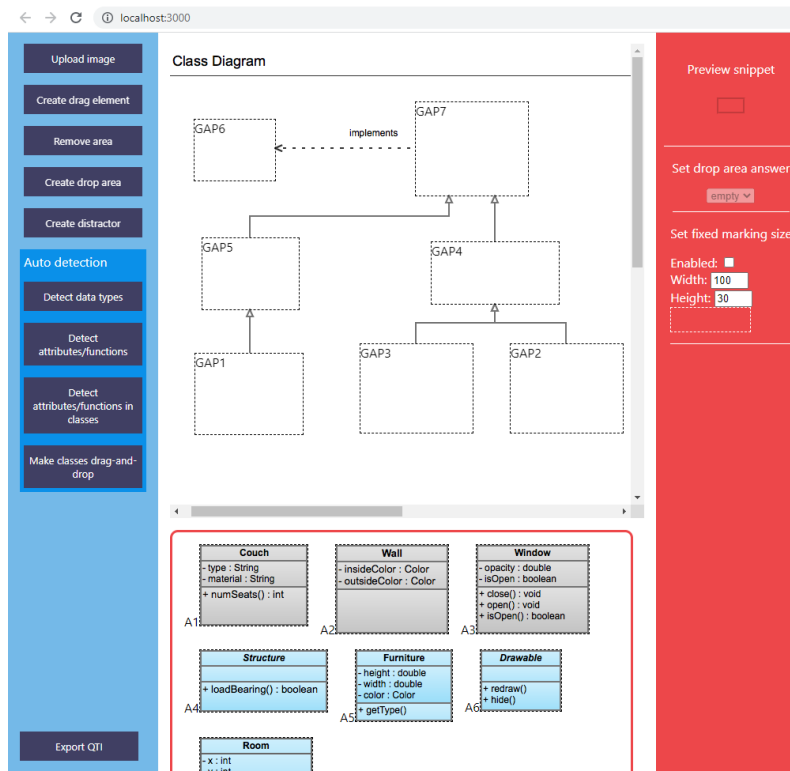 localhost:3000
Upload image
Create drag element
Remove area
Create drop area
Create distractor
Auto detection
Detect data types
Detect
attributes/functions
Detect
attributes/functions in
classes
Make classes drag-and-
drop
Export QTI
Class Diagram
GAP6
implements
GAP7
GAP5
GAP4
GAP1
GAP3
GAP2
Couch
- type : String
- material : String
+ numSeats() : int
A1
Wall
- insideColor : Color
- outsideColor : Color
A2
Window
- opacity : double
- isOpen : boolean
+ close() : void
+ open() : void
+ isOpen() : boolean
A3
Structure
+ loadBearing() : boolean
A4
Furniture
- height : double
- width : double
- color : Color
+ getType()
A5
Drawable
+ redraw()
+ hide()
A6
Room
- x : int
- y : int
Preview snippet
Set drop area answer
empty
Set fixed marking size
Enabled:
Width: 100
Height: 30